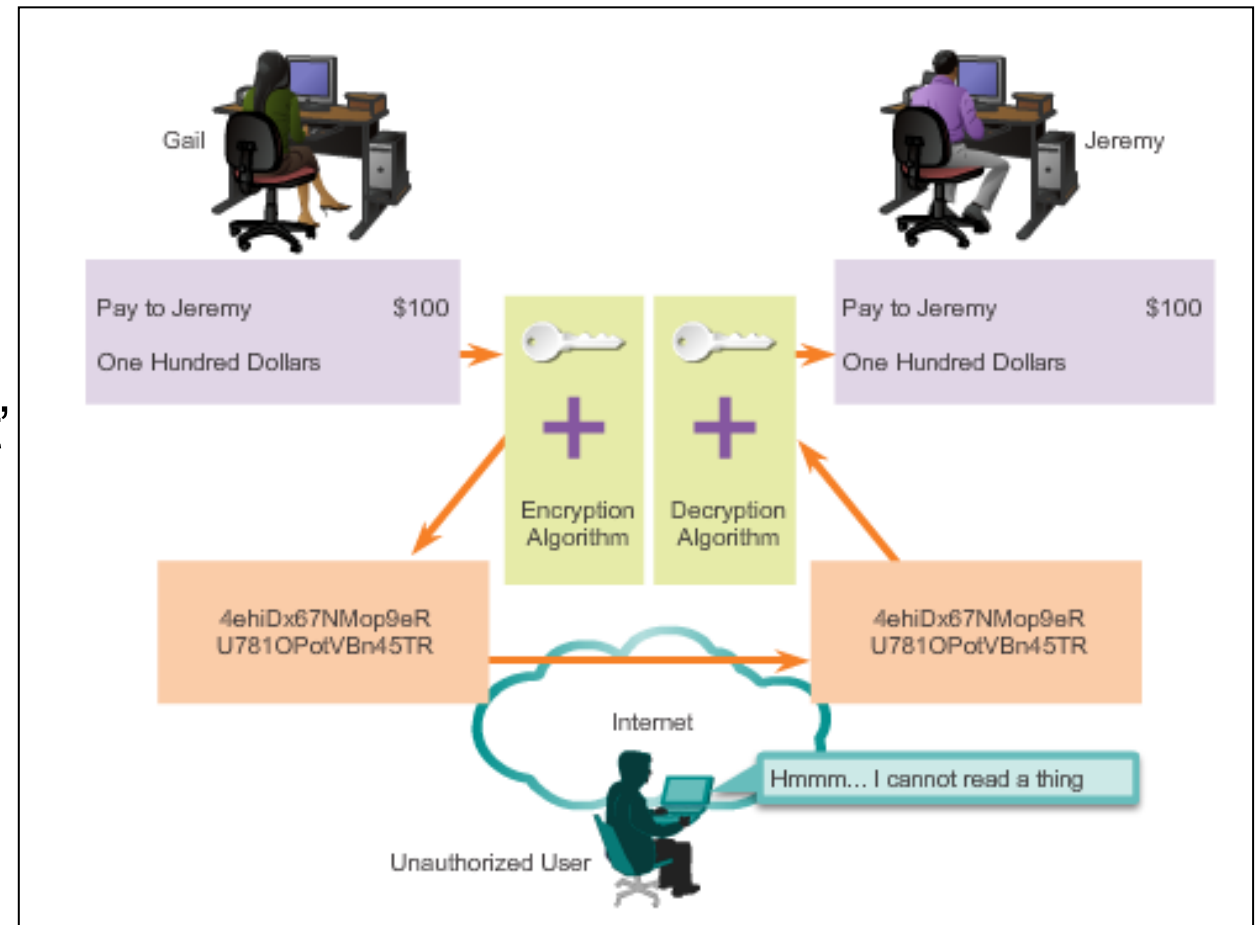 Gail
Jeremy
Pay to Jeremy $100
One Hundred Dollars
Encryption
Algorithm
Decryption
Algorithm
Pay to Jeremy $100
One Hundred Dollars
4ehiDx67NMop9eR
U781OPotVBn45TR
4ehiDx67NMop9eR
U781OPotVBn45TR
Internet
Hmmm... I cannot read a thing
Unauthorized User